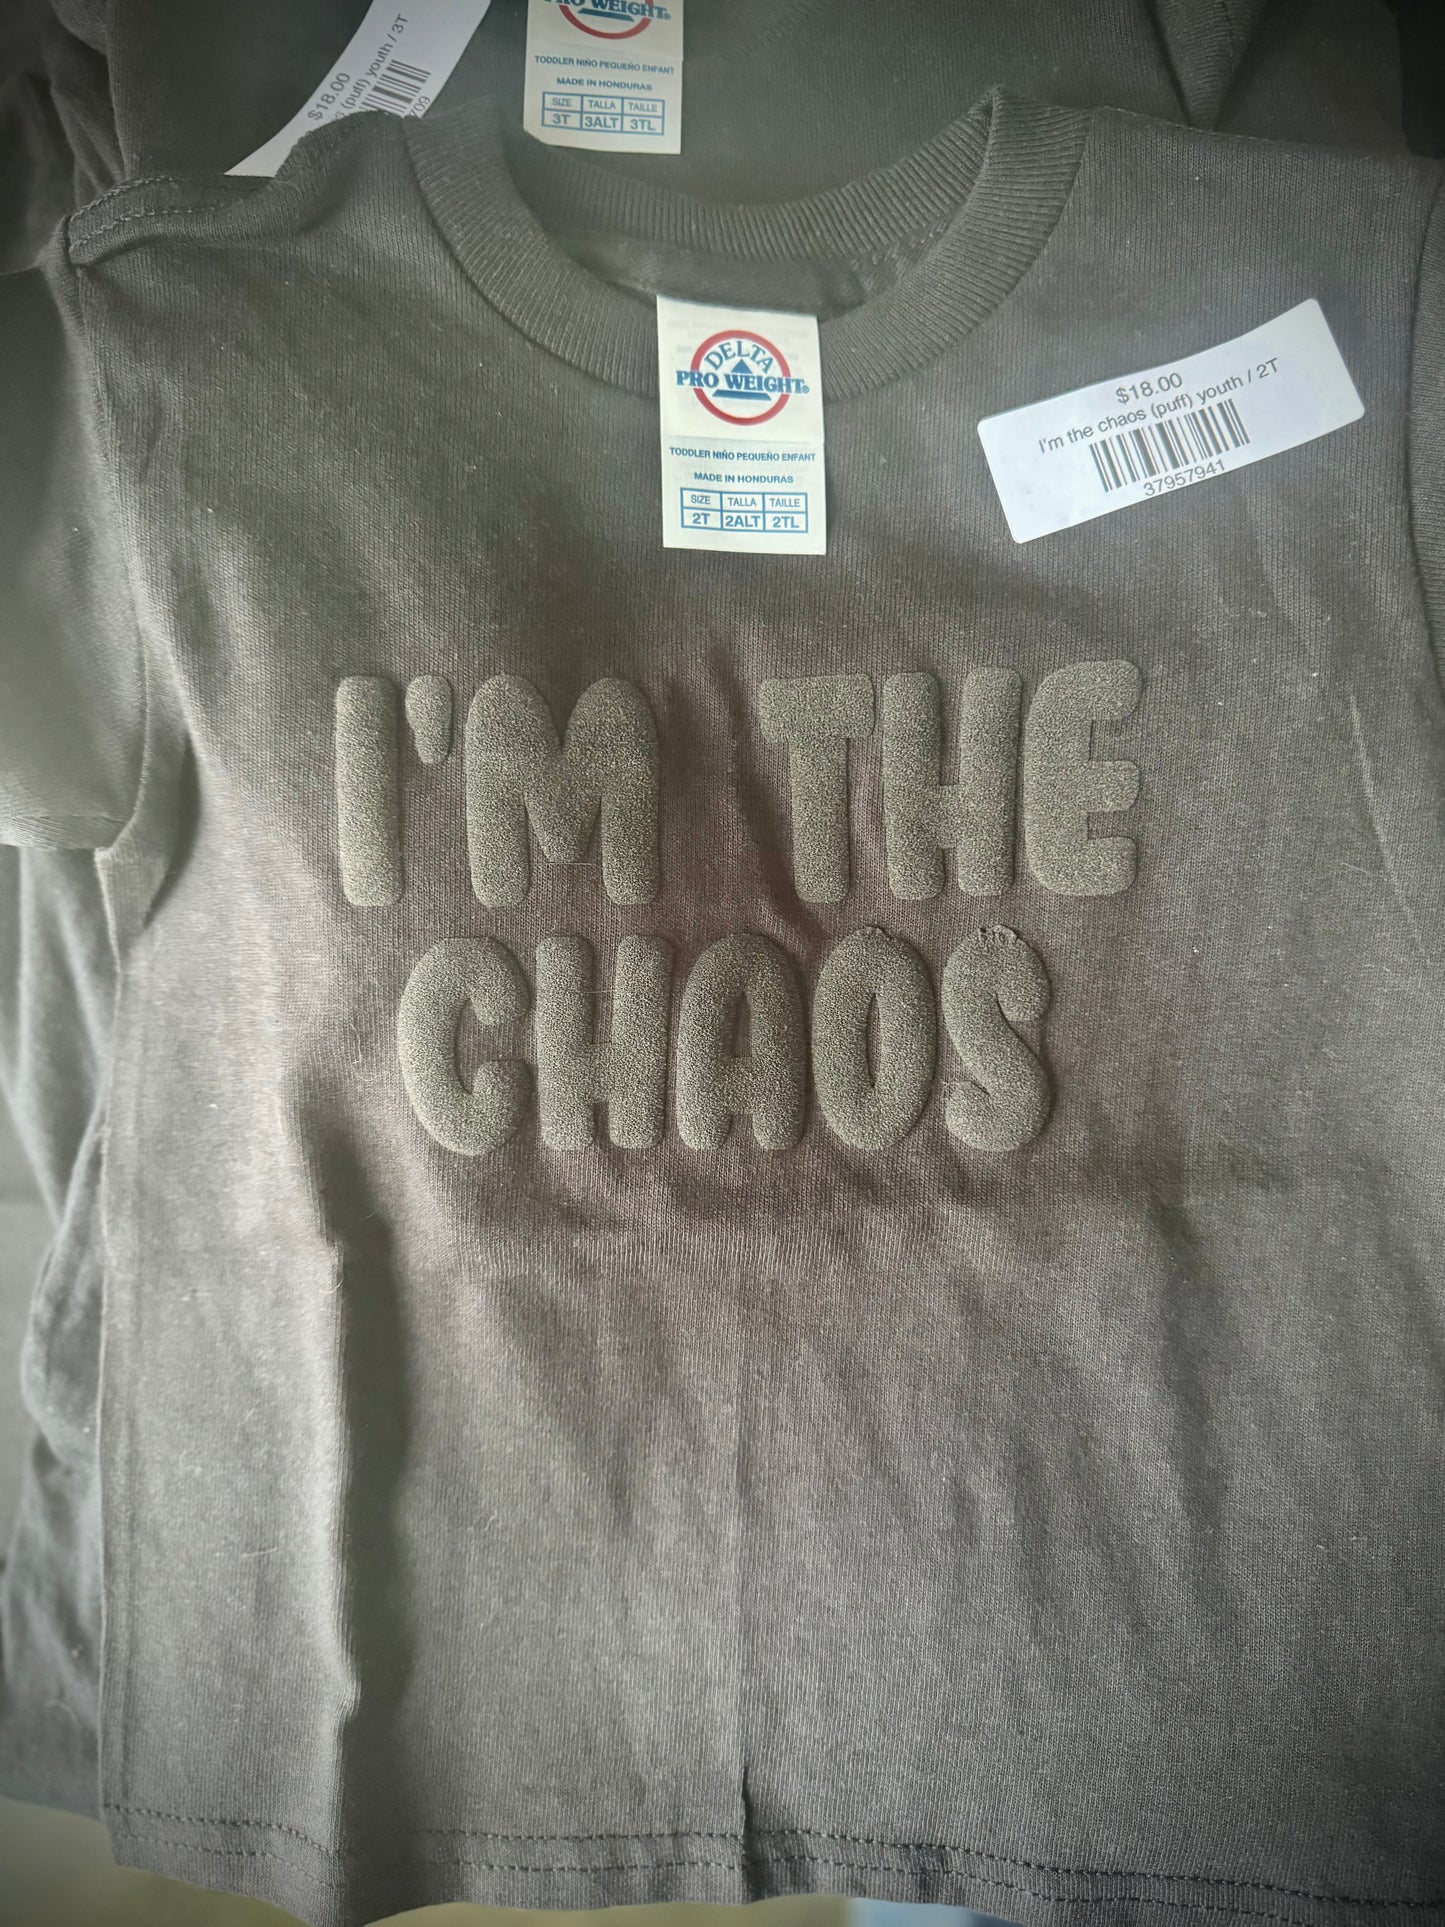 $18.00
(puff) youth / 3T
709
PRO WEIGHT®
TODDLER NIÑO PEQUEÑO ENFANT
MADE IN HONDURAS
SIZE TALLA TAILLE
3T 3ALT 3TL
DELTA
PRO WEIGHT®
TODDLER NIÑO PEQUEÑO ENFANT
MADE IN HONDURAS
SIZE TALLA TAILLE
2T 2ALT 2TL
$18.00
I'm the chaos (puff) youth / 2T
37957941
I'M THE
CHAOS